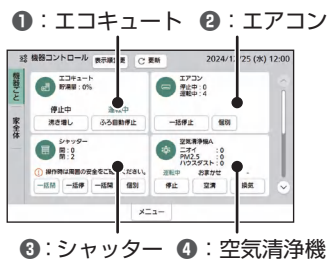 ❶：エコキュート ❷：エアコン
機器コントロール 表示順変更 更新 2024/12/25 (水) 12:00
機器ごと
家全体
エコキュート
貯湯量：0%
停止中
沸き増し ふろ自動停止
エアコン
停止中：0
運転中：4
一括停止 個別
シャッター
開：0
閉：2
操作時は周囲の安全をご確認ください。
一括開 一括停 一括閉 個別
空気清浄機A
ニオイ：0
PM2.5：0
ハウスダスト：0
運転中 おまかせ -
停止 空清 換気
メニュー
❸：シャッター ❹：空気清浄機